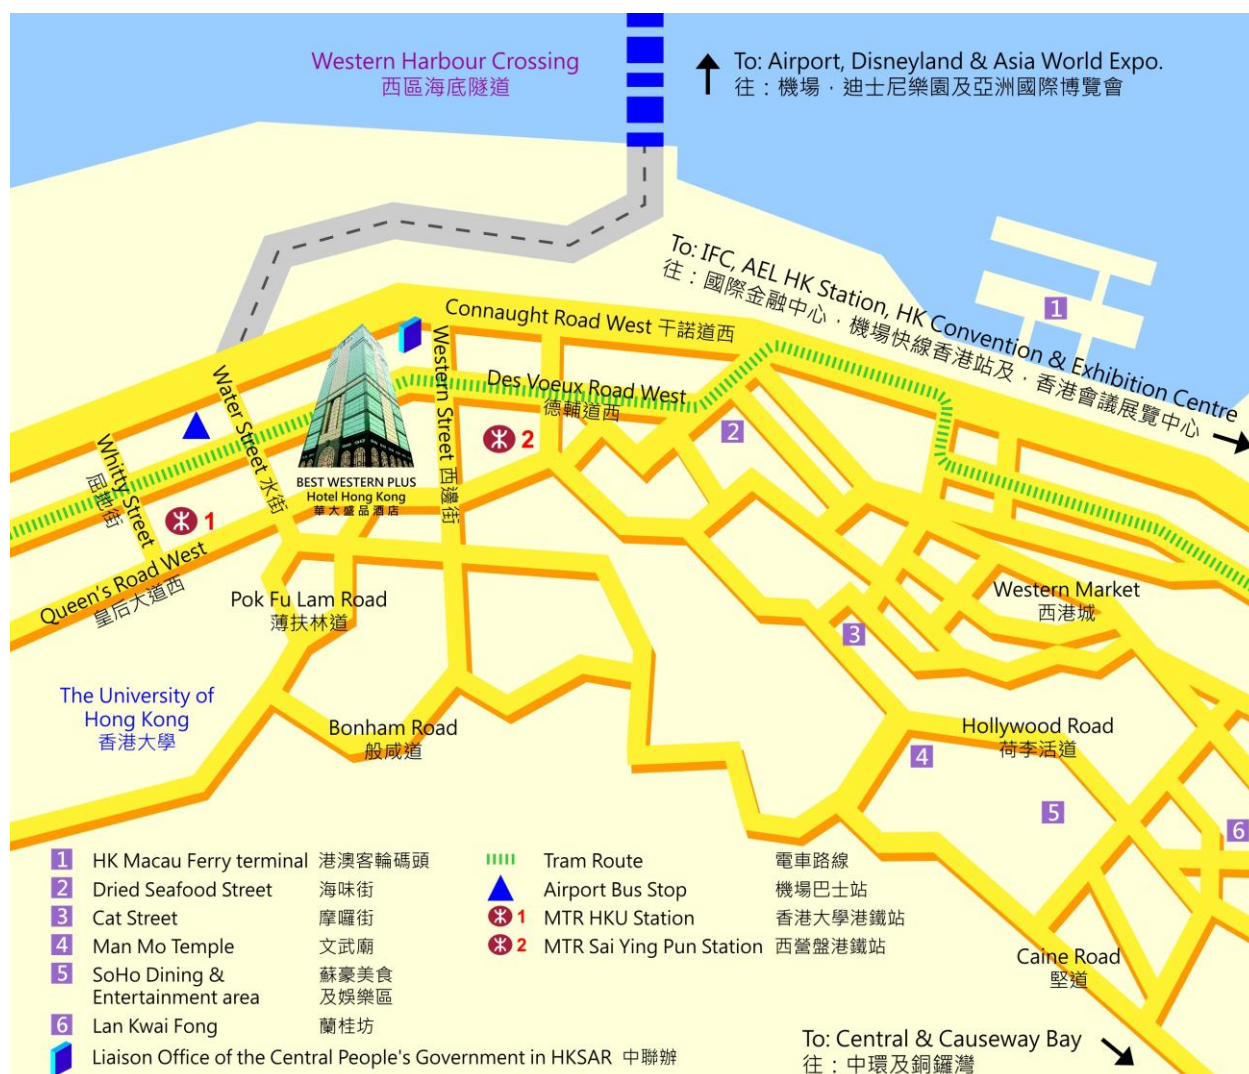 Western Harbour Crossing
西區海底隧道
To: Airport, Disneyland & Asia World Expo.
往：機場．迪士尼樂園及亞洲國際博覽會
To: IFC, AEL HK Station, HK Convention & Exhibition Centre
往：國際金融中心．機場快線香港站及．香港會議展覽中心
1
Connaught Road West 干諾道西
Des Voeux Road West
德輔道西
Western Street 西邊街
Water Street 水街
Whitty Street
屈地街
2
2
1
BEST WESTERN PLUS
Hotel Hong Kong
華大盛品酒店
Queen's Road West
皇后大道西
Pok Fu Lam Road
薄扶林道
Western Market
西港城
3
The University of
Hong Kong
香港大學
Bonham Road
般咸道
Hollywood Road
荷李活道
4
5
6
Caine Road
堅道
To: Central & Causeway Bay
往：中環及銅鑼灣
1 HK Macau Ferry terminal 港澳客輪碼頭
2 Dried Seafood Street 海味街
3 Cat Street 摩囉街
4 Man Mo Temple 文武廟
5 SoHo Dining & 蘇豪美食
Entertainment area 及娛樂區
6 Lan Kwai Fong 蘭桂坊
Liaison Office of the Central People's Government in HKSAR 中聯辦
Tram Route 電車路線
Airport Bus Stop 機場巴士站
1 MTR HKU Station 香港大學港鐵站
2 MTR Sai Ying Pun Station 西營盤港鐵站